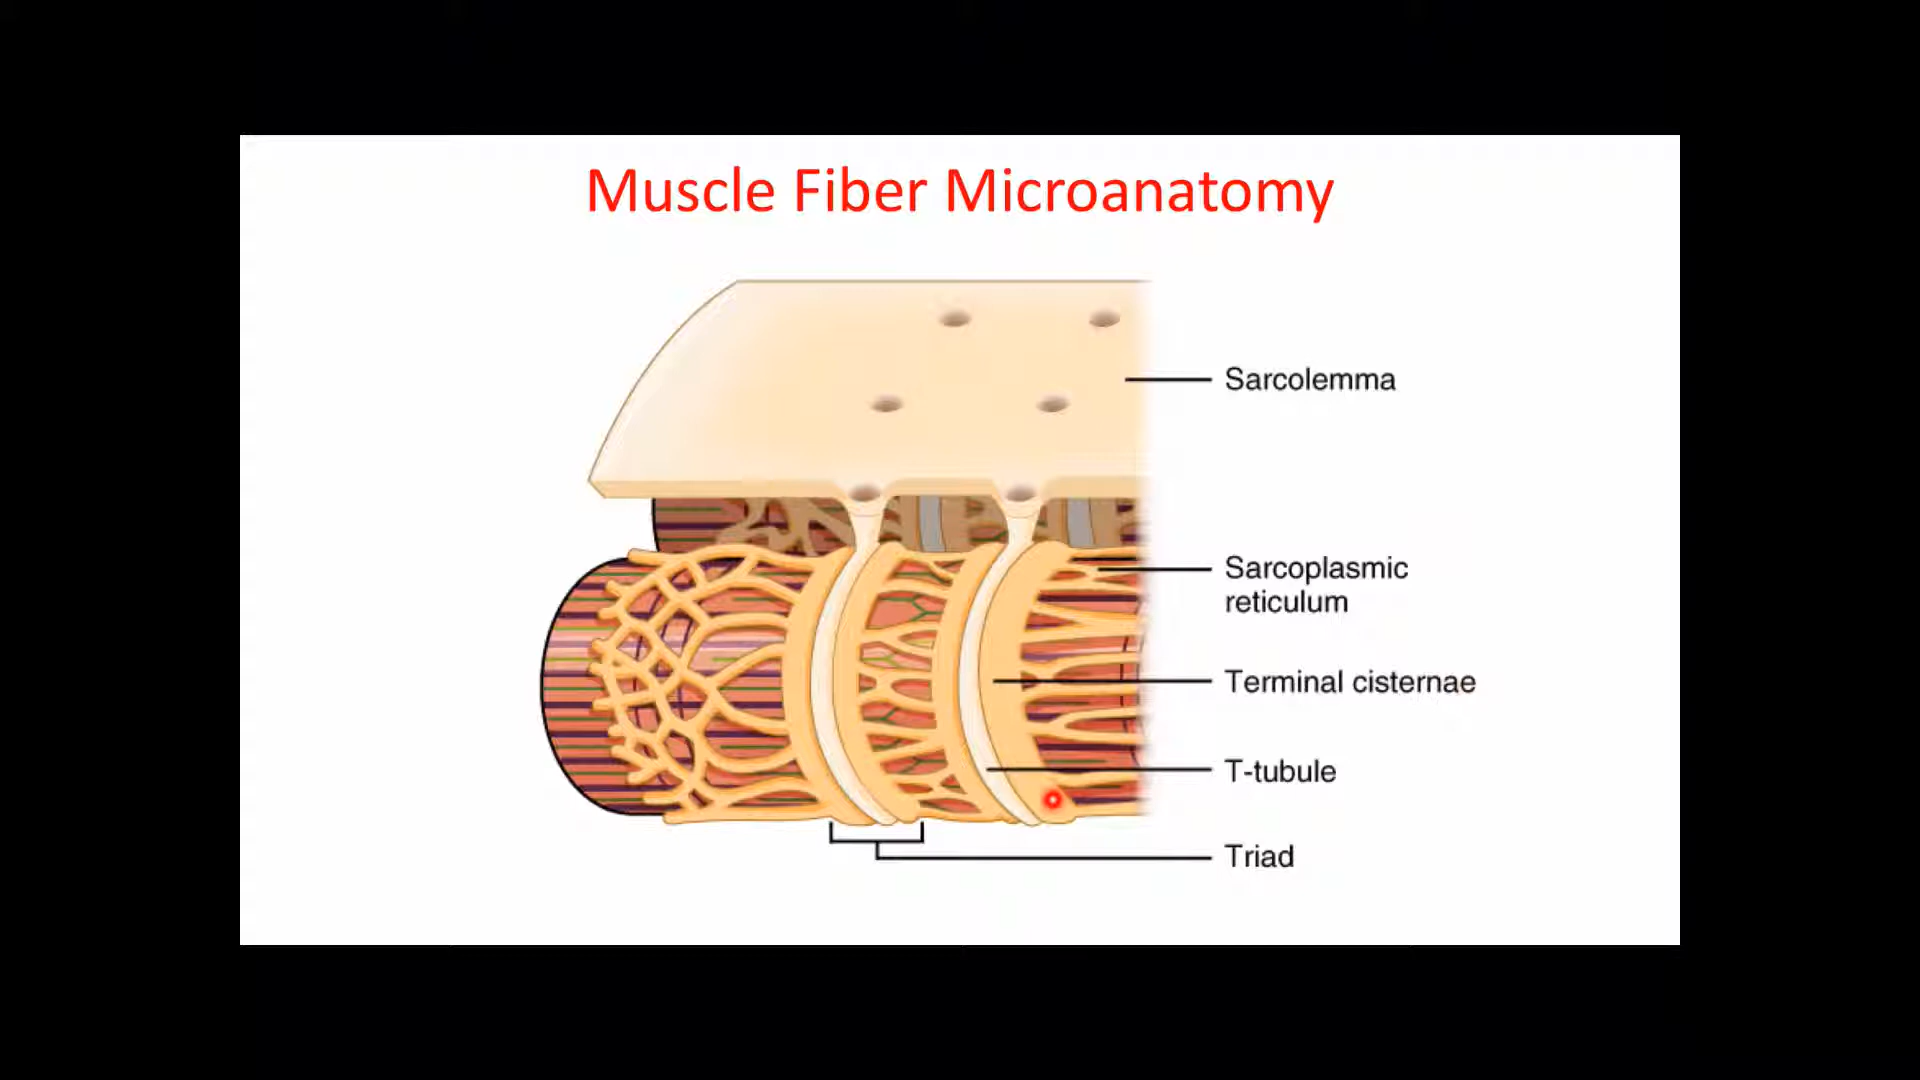 Muscle Fiber Microanatomy
Sarcolemma
Sarcoplasmic
reticulum
Terminal cisternae
T-tubule
Triad